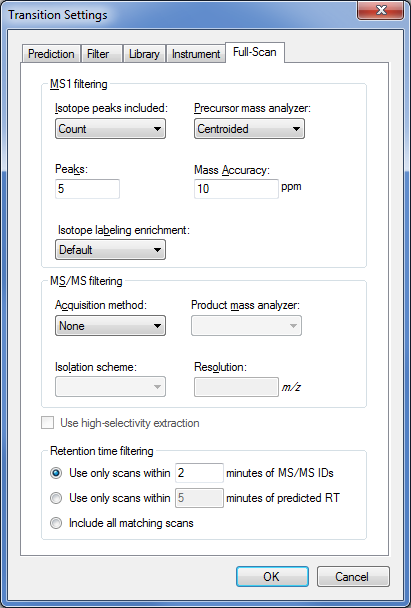 Transition Settings
Prediction Filter Library Instrument Full-Scan
MS1 filtering
Isotope peaks included: Precursor mass analyzer:
Count Centroided
Peaks: Mass Accuracy:
5 10 ppm
Isotope labeling enrichment:
Default
MS/MS filtering
Acquisition method: Product mass analyzer:
None
Isolation scheme: Resolution:
m/z
Use high-selectivity extraction
Retention time filtering
Use only scans within 2 minutes of MS/MS IDs
Use only scans within 5 minutes of predicted RT
Include all matching scans
OK Cancel